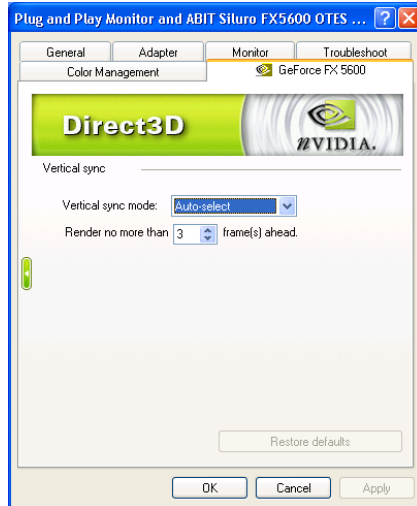 Plug and Play Monitor and ABIT Siluro FX5600 OTES ...
General Adapter Monitor Troubleshoot
Color Management GeForce FX 5600
Direct3D
nVIDIA.
Vertical sync
Vertical sync mode: Auto-select
Render no more than 3 frame(s) ahead.
Restore defaults
OK Cancel Apply